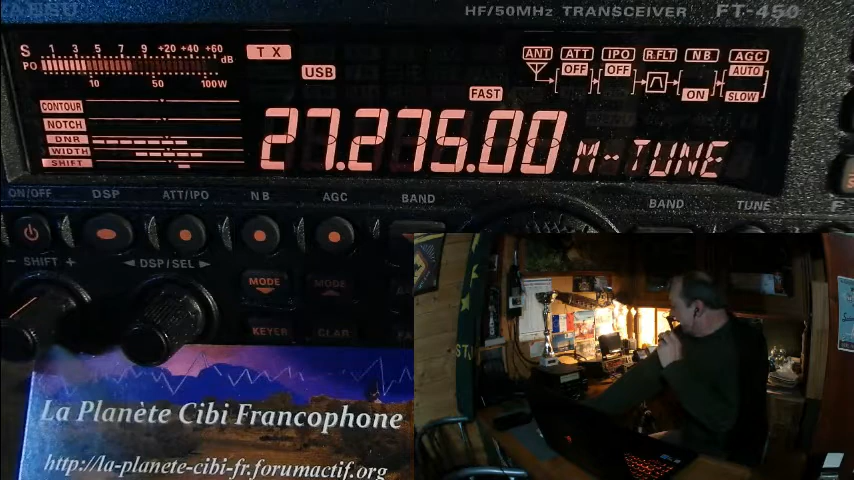 YAESU
HF/50MHz TRANSCEIVER FT-450
S 1 3 5 7 9 +20 +40 +60 dB
PO
10 50 100W
TX
USB
FAST
ANT ATT IPO R.FLT NB AGC
OFF OFF AUTO
ON SLOW
CONTOUR
NOTCH
DNR
WIDTH
SHIFT
27.275.00 M-TUNE
ON/OFF DSP ATT/IPO NB AGC BAND BAND TUNE
− SHIFT + ◄ DSP/SEL ►
MODE MODE
KEYER CLAR
La Planète Cibi Francophone
http://la-planete-cibi-fr.forumactif.org